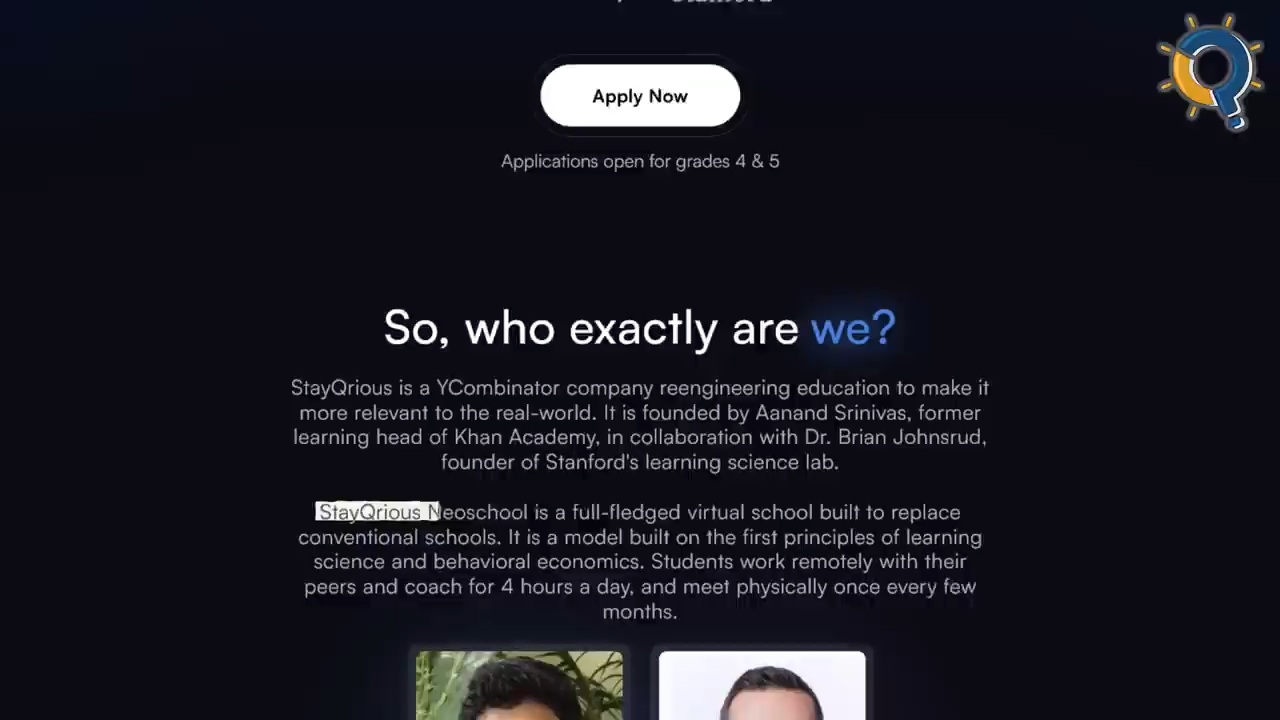 Apply Now
Applications open for grades 4 & 5
So, who exactly are we?
StayQrious is a YCombinator company reengineering education to make it
more relevant to the real-world. It is founded by Aanand Srinivas, former
learning head of Khan Academy, in collaboration with Dr. Brian Johnsrud,
founder of Stanford's learning science lab.
StayQrious Neoschool is a full-fledged virtual school built to replace
conventional schools. It is a model built on the first principles of learning
science and behavioral economics. Students work remotely with their
peers and coach for 4 hours a day, and meet physically once every few
months.